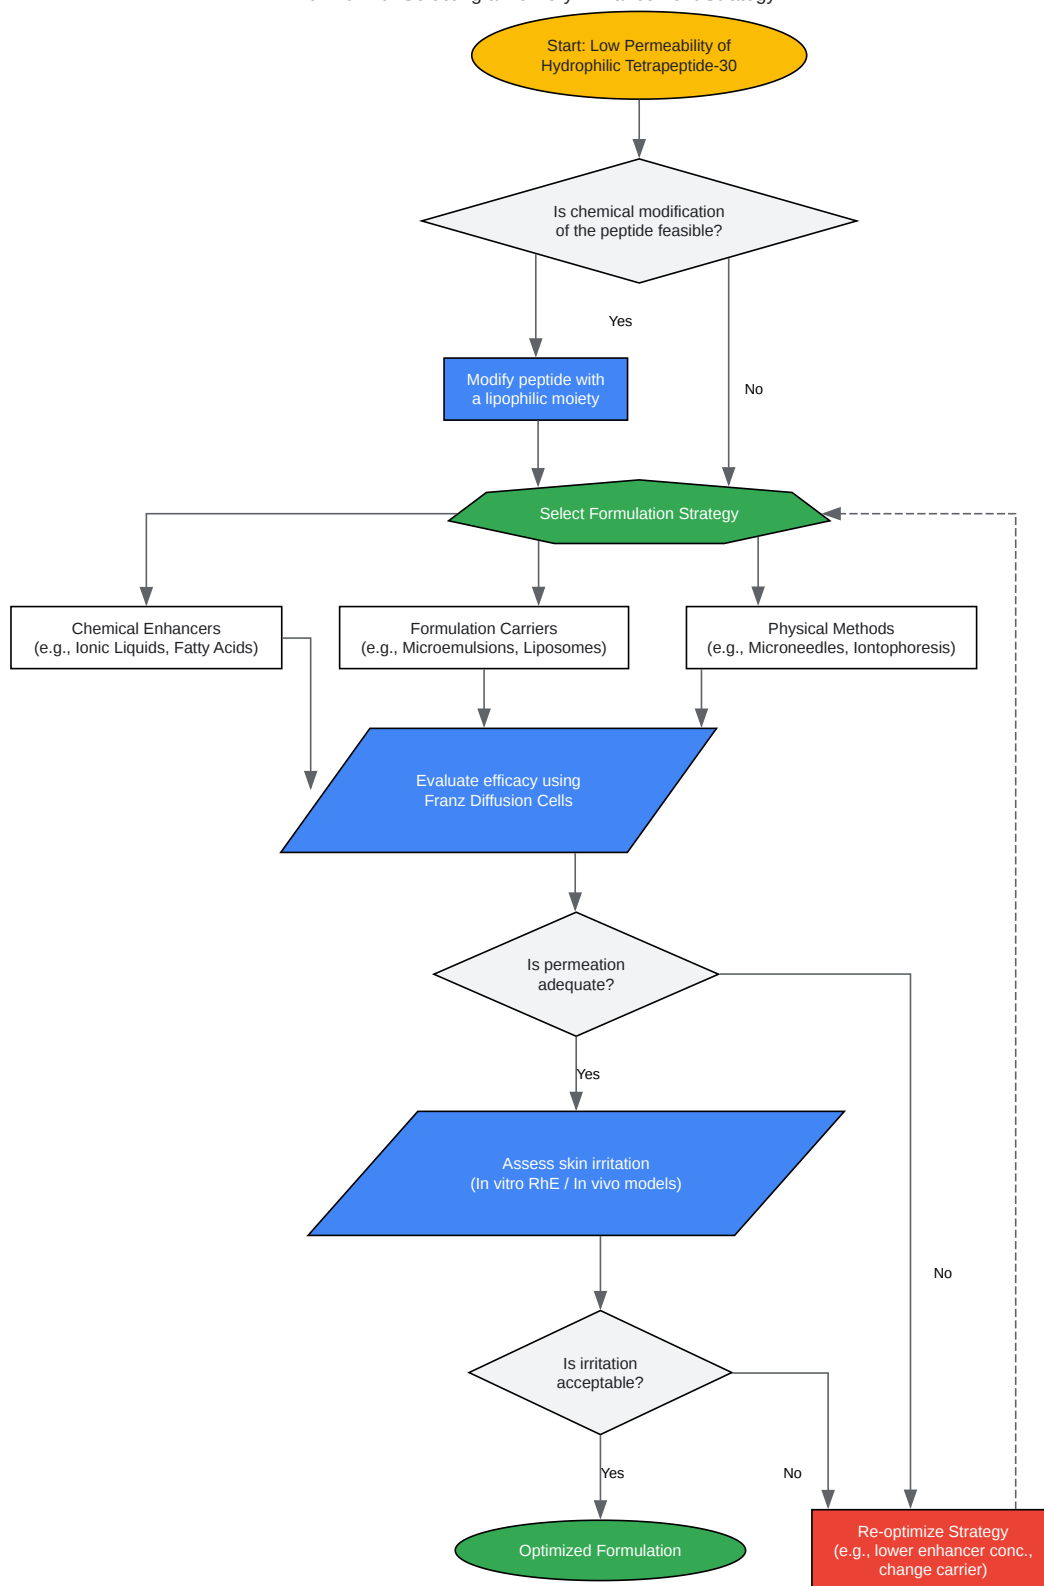 Start: Low Permeability of
Hydrophilic Tetrapeptide-30
Is chemical modification
of the peptide feasible?
Yes
Modify peptide with
a lipophilic moiety
No
Select Formulation Strategy
Chemical Enhancers
(e.g., Ionic Liquids, Fatty Acids)
Formulation Carriers
(e.g., Microemulsions, Liposomes)
Physical Methods
(e.g., Microneedles, Iontophoresis)
Evaluate efficacy using
Franz Diffusion Cells
Is permeation
adequate?
Yes
Assess skin irritation
(In vitro RhE / In vivo models)
No
Is irritation
acceptable?
Yes
No
Optimized Formulation
Re-optimize Strategy
(e.g., lower enhancer conc.,
change carrier)